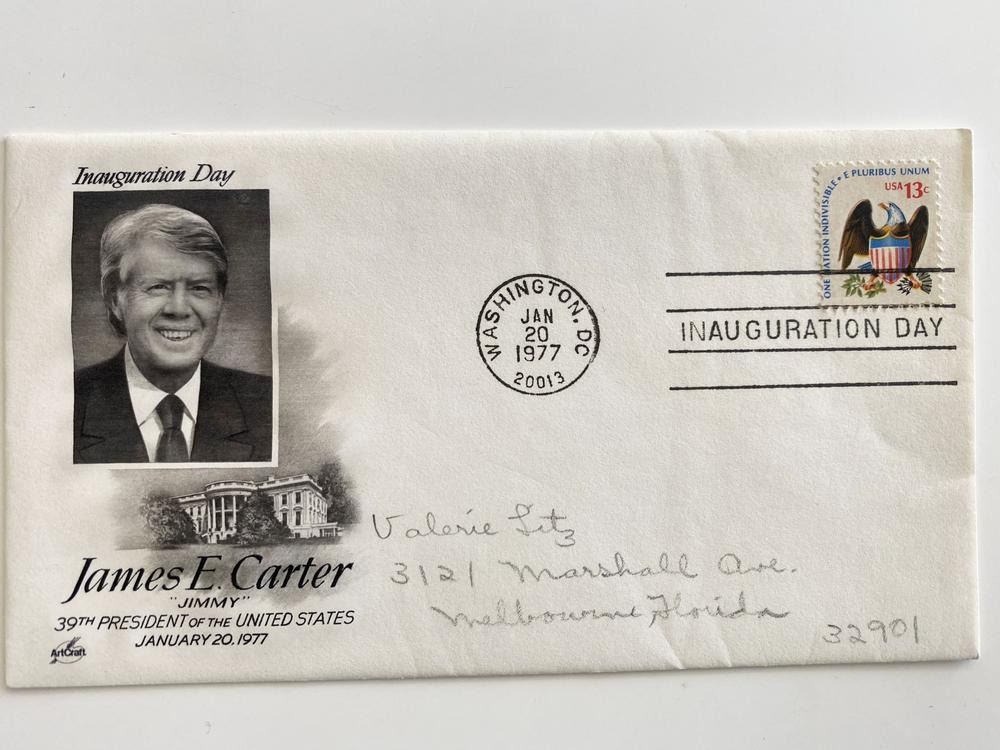 Inauguration Day
James E. Carter
"JIMMY"
39TH PRESIDENT OF THE UNITED STATES
JANUARY 20, 1977
ArtCraft
WASHINGTON, DC
JAN
20
1977
20013
ONE NATION INDIVISIBLE • E PLURIBUS UNUM
USA 13c
INAUGURATION DAY
Valerie Litz
3121 Marshall Ave.
Melbourne Florida
32901